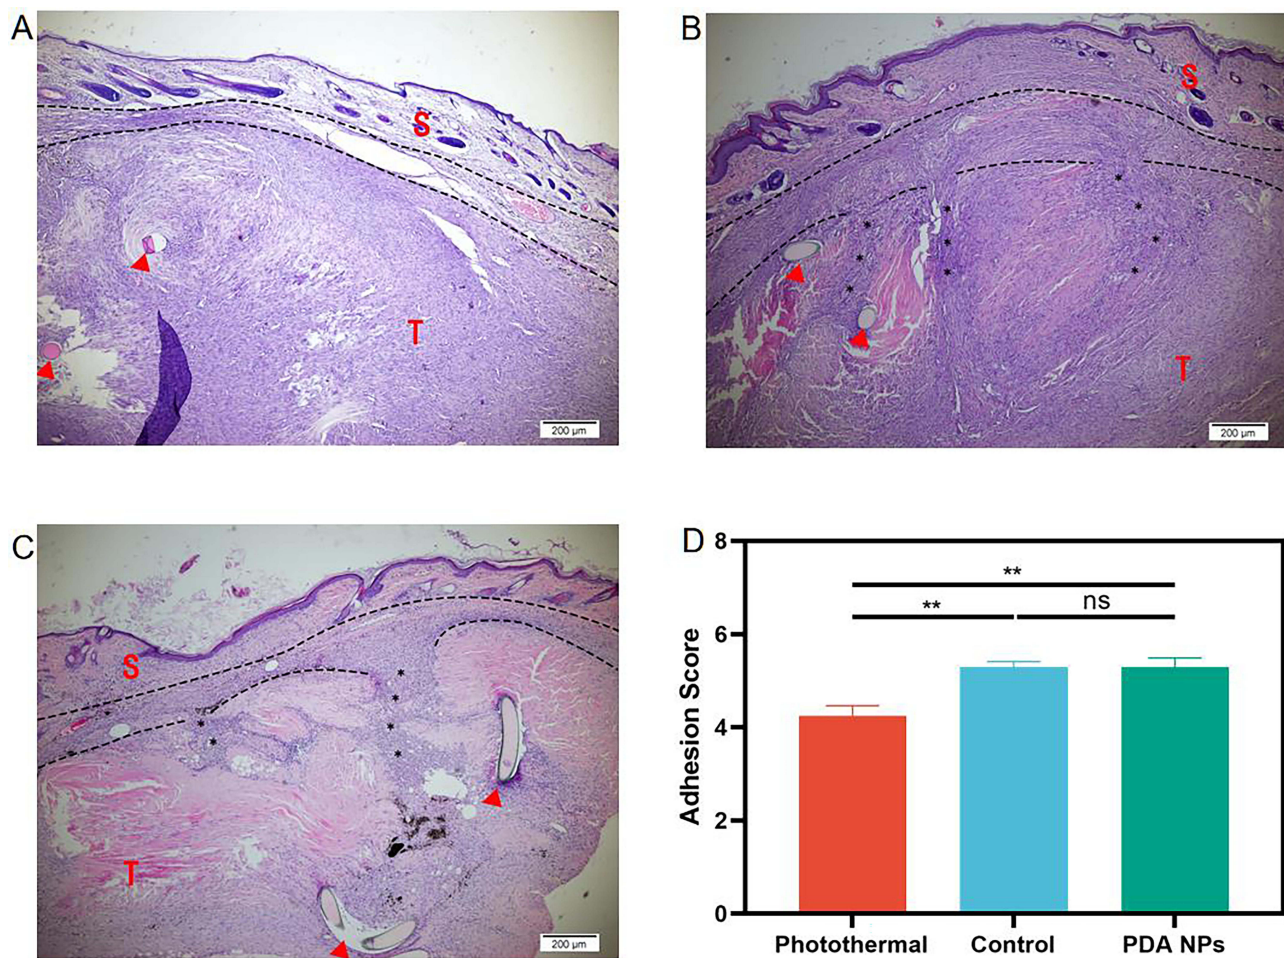 A
S
T
200 µm
B
S
T
200 µm
C
S
T
200 µm
D
Adhesion Score
8
6
4
2
0
**
**
ns
Photothermal
Control
PDA NPs